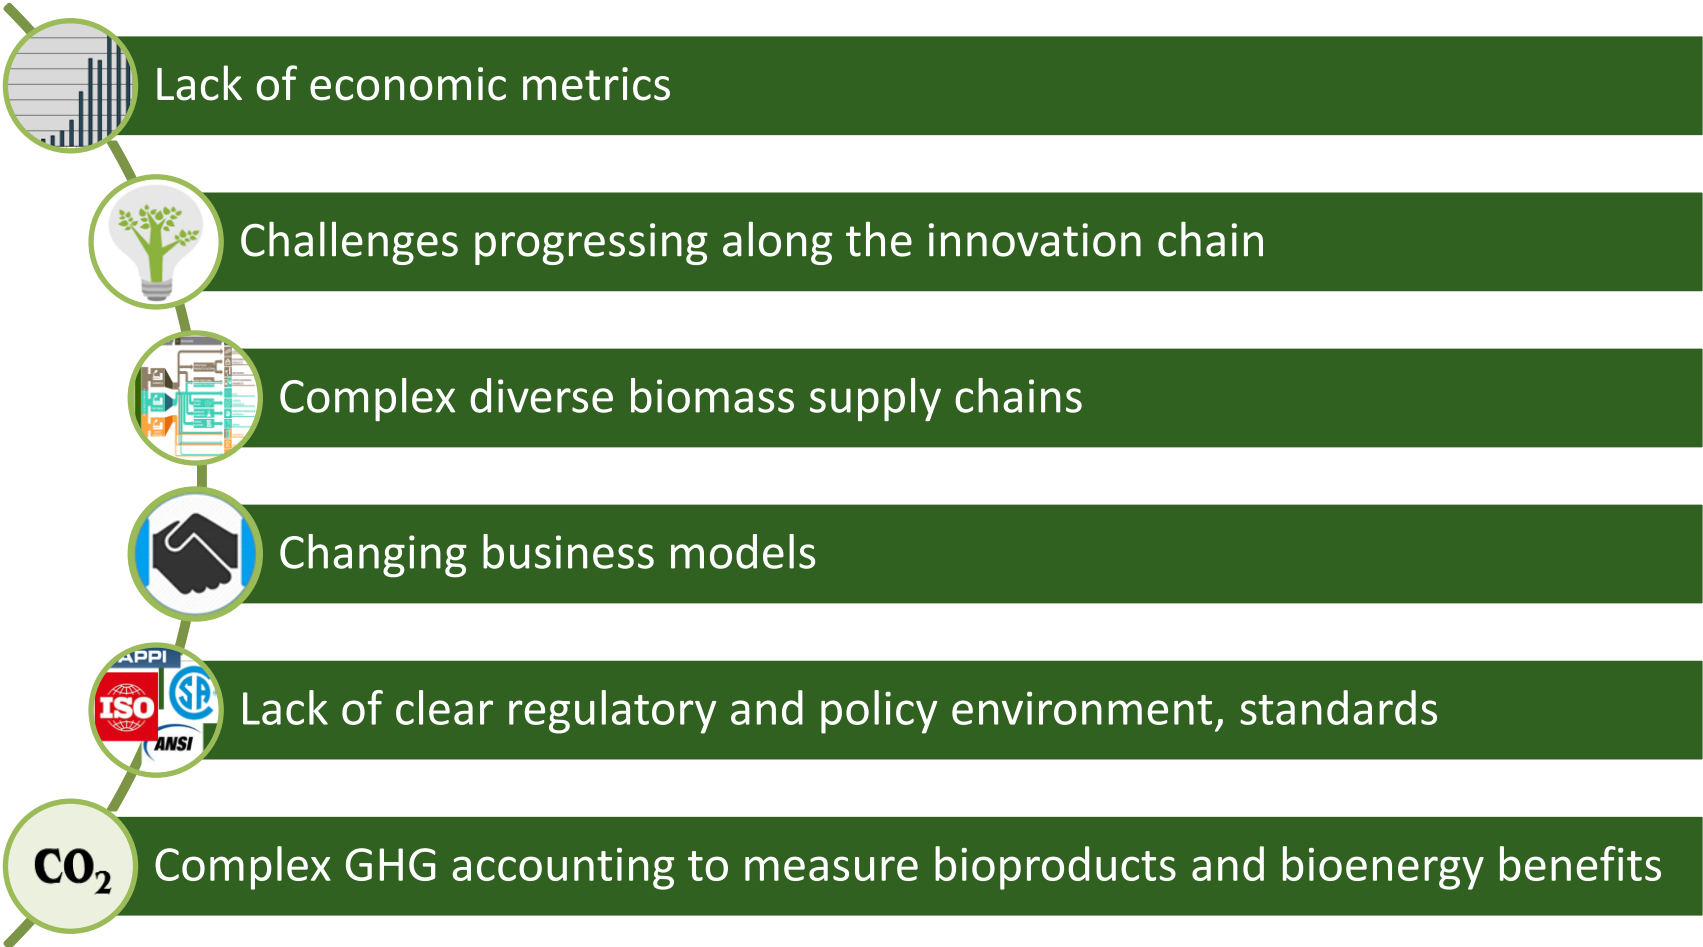 Lack of economic metrics
Challenges progressing along the innovation chain
Complex diverse biomass supply chains
Changing business models
APPI
ISO
ANSI
Lack of clear regulatory and policy environment, standards
CO₂
Complex GHG accounting to measure bioproducts and bioenergy benefits